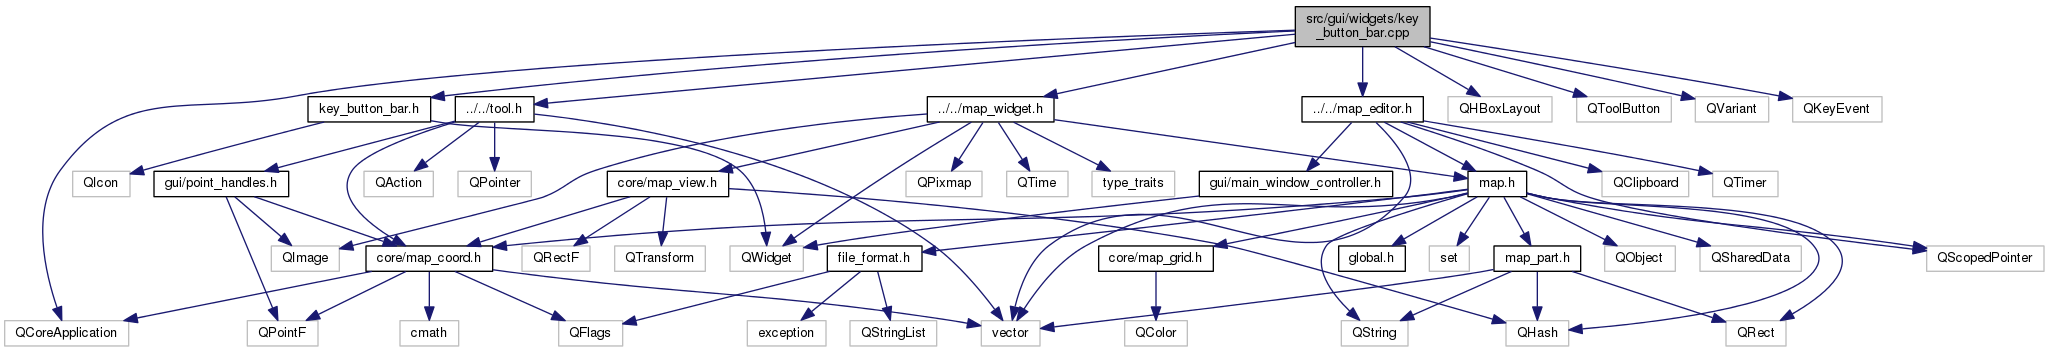 src/gui/widgets/key
_button_bar.cpp
key_button_bar.h
../../tool.h
../../map_widget.h
../../map_editor.h
QHBoxLayout
QToolButton
QVariant
QKeyEvent
QIcon
gui/point_handles.h
QAction
QPointer
core/map_view.h
QPixmap
QTime
type_traits
gui/main_window_controller.h
map.h
QClipboard
QTimer
QImage
core/map_coord.h
QRectF
QTransform
QWidget
file_format.h
core/map_grid.h
global.h
set
map_part.h
QObject
QSharedData
QScopedPointer
QCoreApplication
QPointF
cmath
QFlags
exception
QStringList
vector
QColor
QString
QHash
QRect